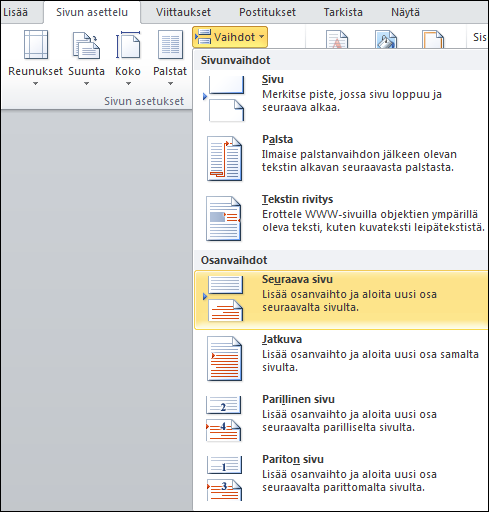 Lisää Sivun asettelu Viittaukset Postitukset Tarkista Näytä
Vaihdot
Sis
Reunukset Suunta Koko Palstat
Sivun asetukset
Sivunvaihdot
Sivu
Merkitse piste, jossa sivu loppuu ja
seuraava alkaa.
Palsta
Ilmaise palstanvaihdon jälkeen olevan
tekstin alkavan seuraavasta palstasta.
Tekstin rivitys
Erottele WWW-sivuilla objektien ympärillä
oleva teksti, kuten kuvateksti leipätekstistä.
Osanvaihdot
Seuraava sivu
Lisää osanvaihto ja aloita uusi osa
seuraavalta sivulta.
Jatkuva
Lisää osanvaihto ja aloita uusi osa samalta
sivulta.
Parillinen sivu
2
4
Lisää osanvaihto ja aloita uusi osa
seuraavalta parilliselta sivulta.
Pariton sivu
1
3
Lisää osanvaihto ja aloita uusi osa
seuraavalta parittomalta sivulta.